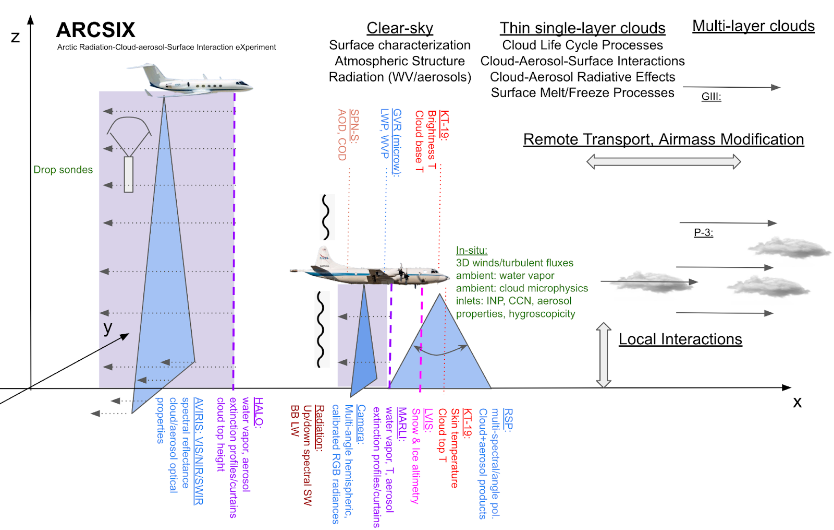 z
ARCSIX
Arctic Radiation-Cloud-aerosol-Surface Interaction eXperiment
Clear-sky
Surface characterization
Atmospheric Structure
Radiation (WV/aerosols)
Thin single-layer clouds
Cloud Life Cycle Processes
Cloud-Aerosol-Surface Interactions
Cloud-Aerosol Radiative Effects
Surface Melt/Freeze Processes
Multi-layer clouds
GIII:
Remote Transport, Airmass Modification
Drop sondes
SPN-S:
AOD, COD
GVR (microw):
LWP, WVP
KT-19:
Brightness T
Cloud base T
P-3:
In-situ:
3D winds/turbulent fluxes
ambient: water vapor
ambient: cloud microphysics
inlets: INP, CCN, aerosol
properties, hygroscopicity
Local Interactions
y
x
HALO:
water vapor, aerosol
extinction profiles/curtains
cloud top height
AVIRIS: VIS/NIR/SWIR
spectral reflectance
cloud/aerosol optical
properties
Radiation:
Up/down spectral SW
BB LW
Camera:
Multi-angle hemispheric,
calibrated RGB radiances
MARLI:
water vapor, T, aerosol
extinction profiles/curtains
LVIS:
Snow & Ice altimetry
KT-19:
Skin temperature
Cloud top T
RSP:
multi-spectral/angle pol.
Cloud+aerosol products